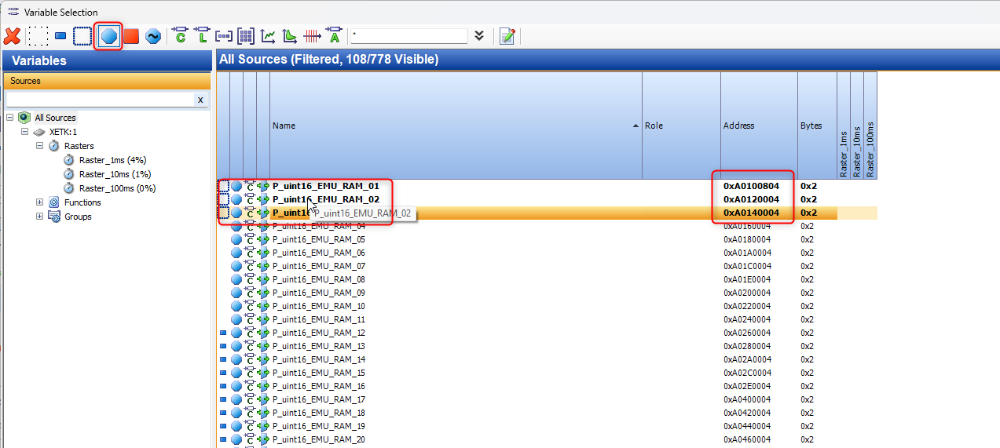 Variable Selection
C L A *
Variables
Sources
x
All Sources
XETK:1
Rasters
Raster_1ms (4%)
Raster_10ms (1%)
Raster_100ms (0%)
Functions
Groups
All Sources (Filtered, 108/778 Visible)
Name Role Address Bytes Raster_1ms Raster_10ms Raster_100ms
C P_uint16_EMU_RAM_01 0xA0100804 0x2
C P_uint16_EMU_RAM_02 0xA0120004 0x2
C P_uint1 P_uint16_EMU_RAM_02 0xA0140004 0x2
C P_uint16_EMU_RAM_04 0xA0160004 0x2
C P_uint16_EMU_RAM_05 0xA0180004 0x2
C P_uint16_EMU_RAM_06 0xA01A0004 0x2
C P_uint16_EMU_RAM_07 0xA01C0004 0x2
C P_uint16_EMU_RAM_08 0xA01E0004 0x2
C P_uint16_EMU_RAM_09 0xA0200004 0x2
C P_uint16_EMU_RAM_10 0xA0220004 0x2
C P_uint16_EMU_RAM_11 0xA0240004 0x2
C P_uint16_EMU_RAM_12 0xA0260004 0x2
C P_uint16_EMU_RAM_13 0xA0280004 0x2
C P_uint16_EMU_RAM_14 0xA02A0004 0x2
C P_uint16_EMU_RAM_15 0xA02C0004 0x2
C P_uint16_EMU_RAM_16 0xA02E0004 0x2
C P_uint16_EMU_RAM_17 0xA0400004 0x2
C P_uint16_EMU_RAM_18 0xA0420004 0x2
C P_uint16_EMU_RAM_19 0xA0440004 0x2
C P_uint16_EMU_RAM_20 0xA0460004 0x2